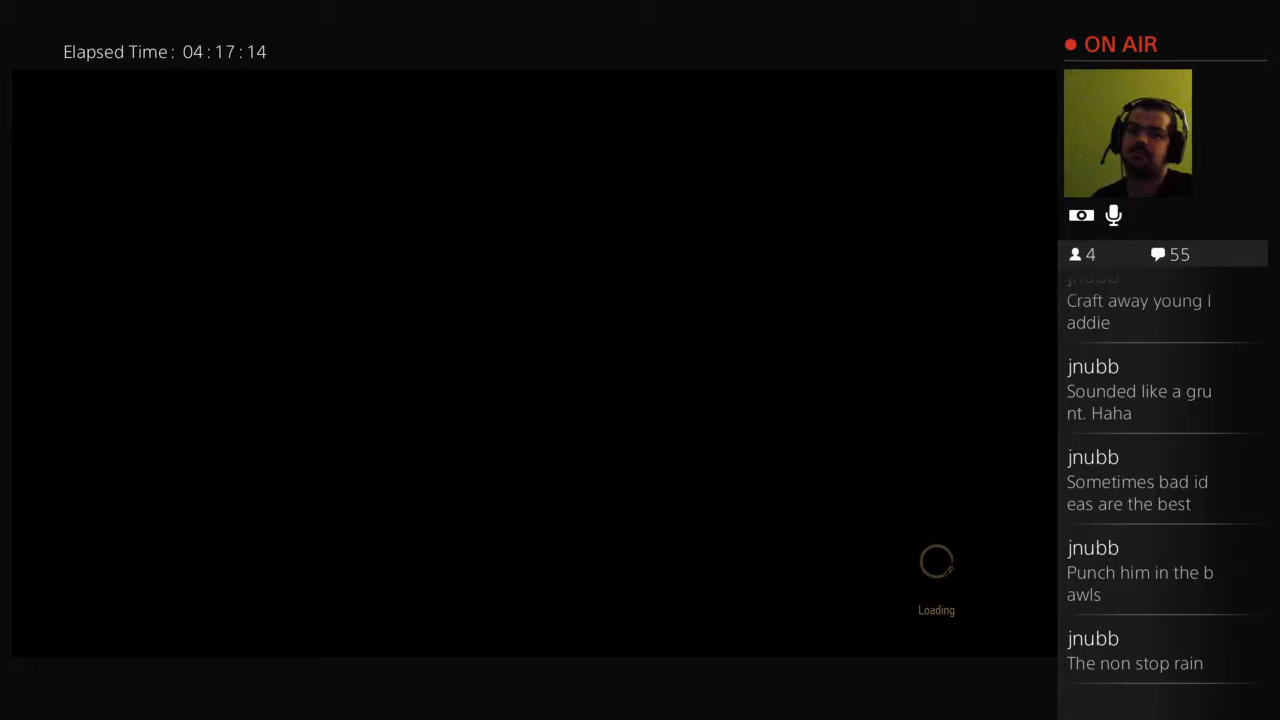 Elapsed Time: 04:17:14
ON AIR
4
55
jnubb
Craft away young l
addie
jnubb
Sounded like a gru
nt. Haha
jnubb
Sometimes bad id
eas are the best
jnubb
Punch him in the b
awls
jnubb
The non stop rain
Loading